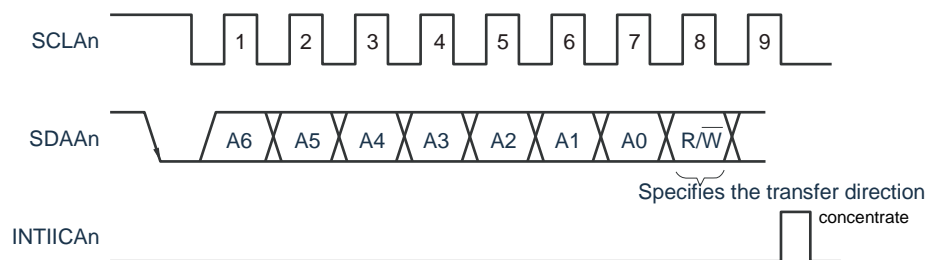 SCLAn 1 2 3 4 5 6 7 8 9
SDAAn A6 A5 A4 A3 A2 A1 A0 R/W̅
Specifies the transfer direction
concentrate
INTIICAn